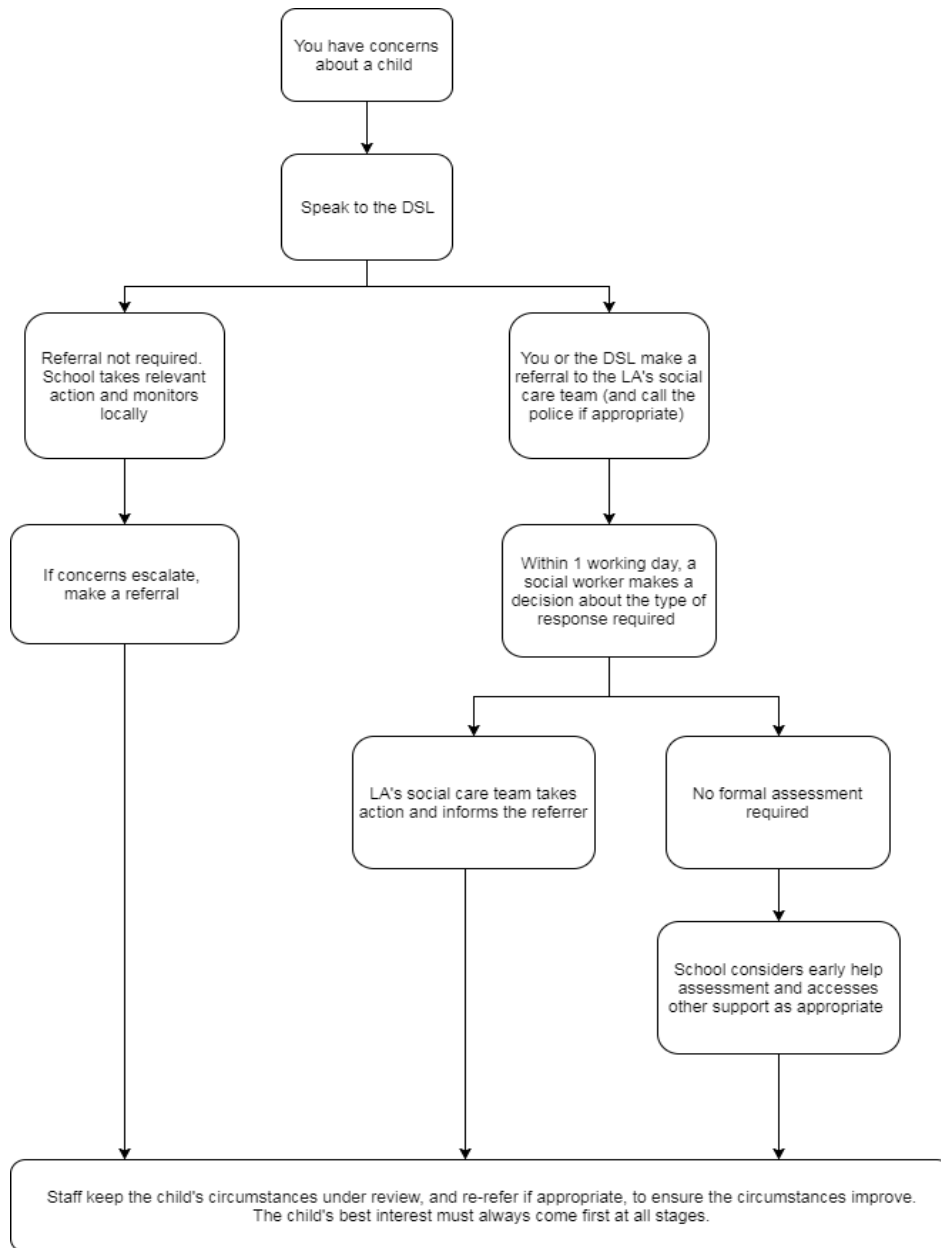 You have concerns
about a child
Speak to the DSL
Referral not required.
School takes relevant
action and monitors
locally
You or the DSL make a
referral to the LA's social
care team (and call the
police if appropriate)
If concerns escalate,
make a referral
Within 1 working day, a
social worker makes a
decision about the type of
response required
LA's social care team takes
action and informs the referrer
No formal assessment
required
School considers early help
assessment and accesses
other support as appropriate
Staff keep the child's circumstances under review, and re-refer if appropriate, to ensure the circumstances improve.
The child's best interest must always come first at all stages.